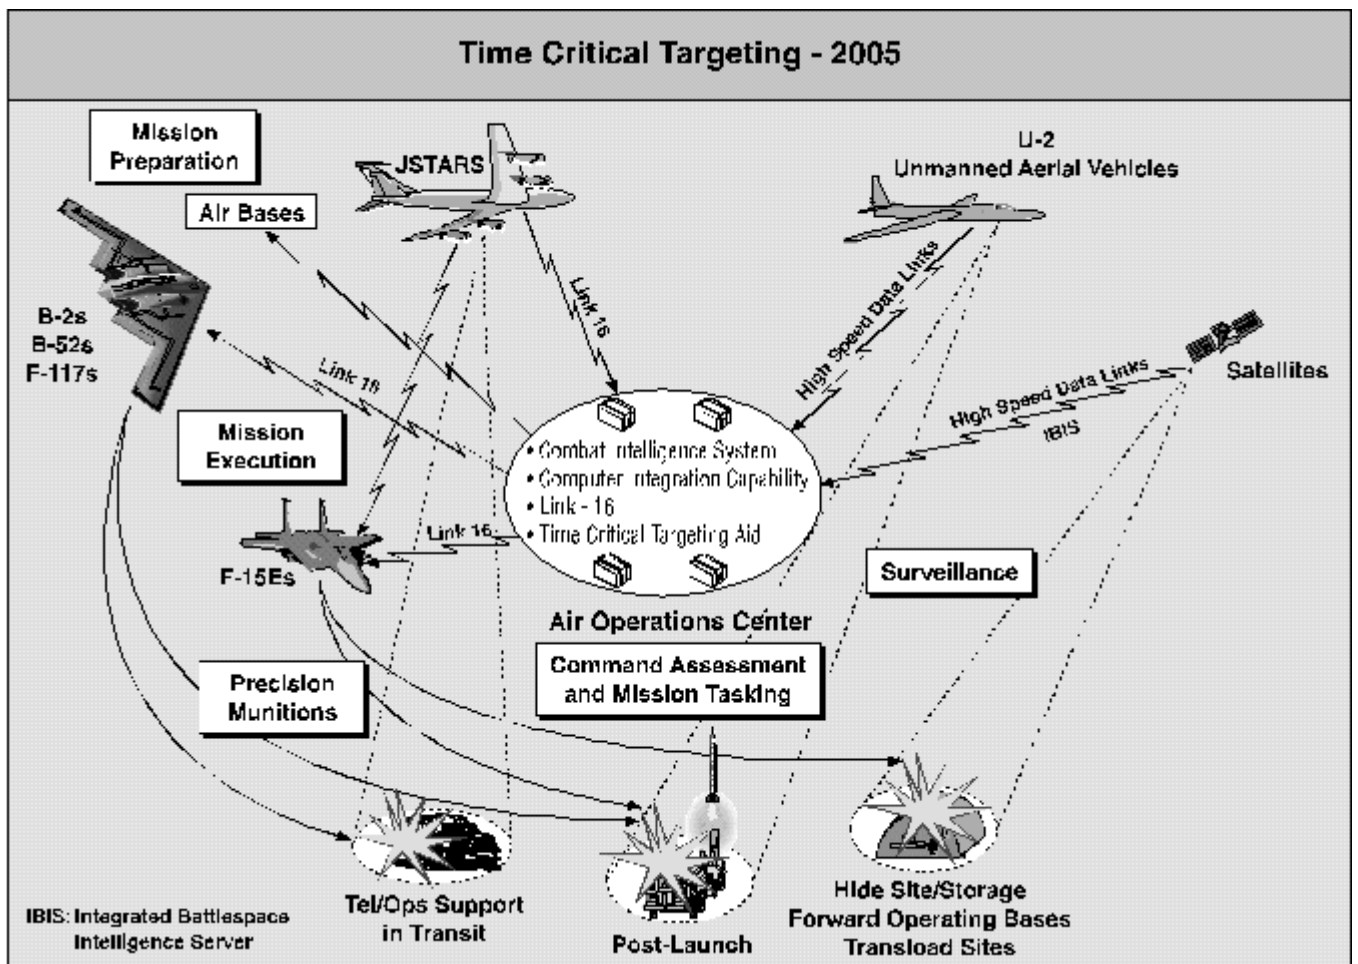 Time Critical Targeting - 2005
Mission
Preparation
Air Bases
JSTARS
U-2
Unmanned Aerial Vehicles
B-2s
B-52s
F-117s
Link 16
Link 16
High Speed Data Links
High Speed Data Links
IBIS
Satellites
Mission
Execution
• Combat Intelligence System
• Computer Integration Capability
• Link - 16
• Time Critical Targeting Aid
Link 16
F-15Es
Surveillance
Air Operations Center
Command Assessment
and Mission Tasking
Precision
Munitions
Tel/Ops Support
in Transit
Post-Launch
Hide Site/Storage
Forward Operating Bases
Transload Sites
IBIS: Integrated Battlespace
Intelligence Server